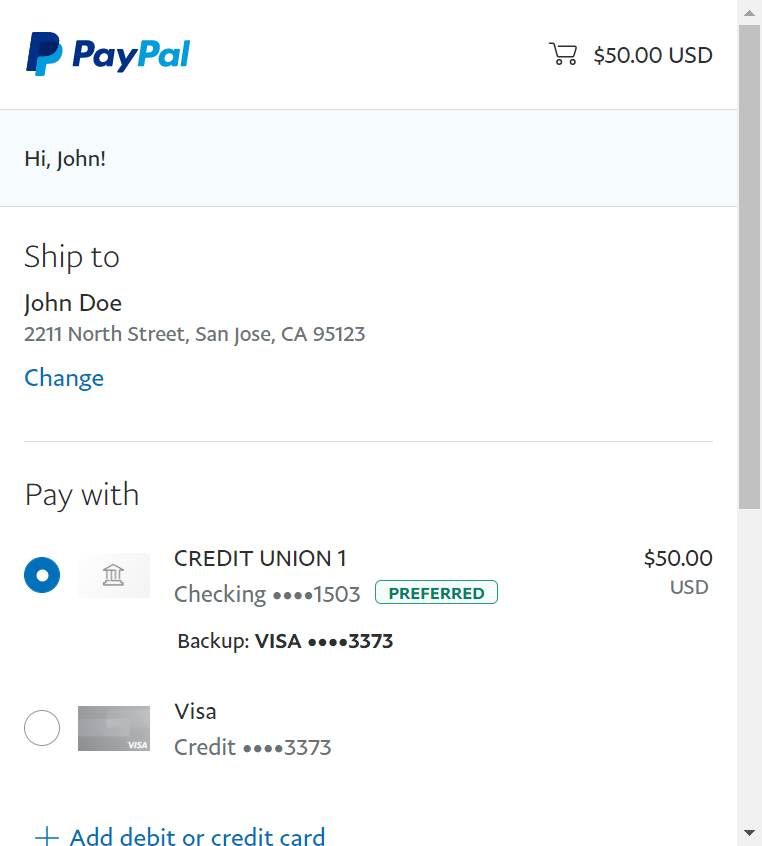 PayPal
$50.00 USD
Hi, John!
Ship to
John Doe
2211 North Street, San Jose, CA 95123
Change
Pay with
CREDIT UNION 1
$50.00
Checking ••••1503 PREFERRED
USD
Backup: VISA ••••3373
Visa
VISA
Credit ••••3373
+ Add debit or credit card